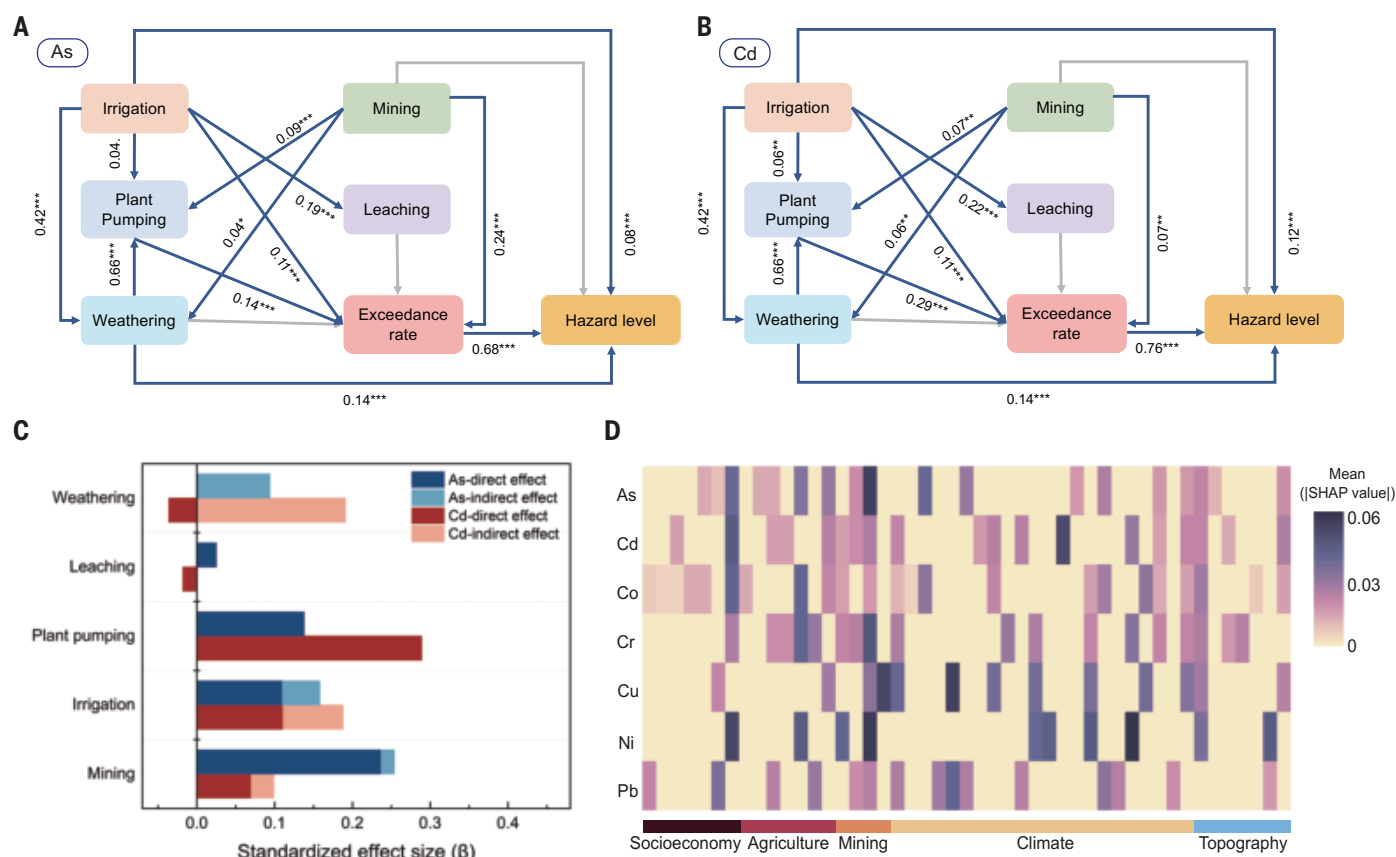 A
As
Irrigation
Mining
0.09***
0.04.
Plant
Pumping
Leaching
0.19***
0.42***
0.04*
0.11***
0.24***
0.08***
0.66***
0.14***
Weathering
Exceedance
rate
Hazard level
0.68***
0.14***
B
Cd
Irrigation
Mining
0.07**
0.06**
Plant
Pumping
Leaching
0.22***
0.42***
0.06**
0.11***
0.07**
0.12***
0.66***
0.29***
Weathering
Exceedance
rate
Hazard level
0.76***
0.14***
C
As-direct effect
As-indirect effect
Cd-direct effect
Cd-indirect effect
Weathering
Leaching
Plant pumping
Irrigation
Mining
0.0 0.1 0.2 0.3 0.4
Standardized effect size (β)
D
As
Cd
Co
Cr
Cu
Ni
Pb
Socioeconomy Agriculture Mining Climate Topography
Mean
(|SHAP value|)
0.06
0.03
0